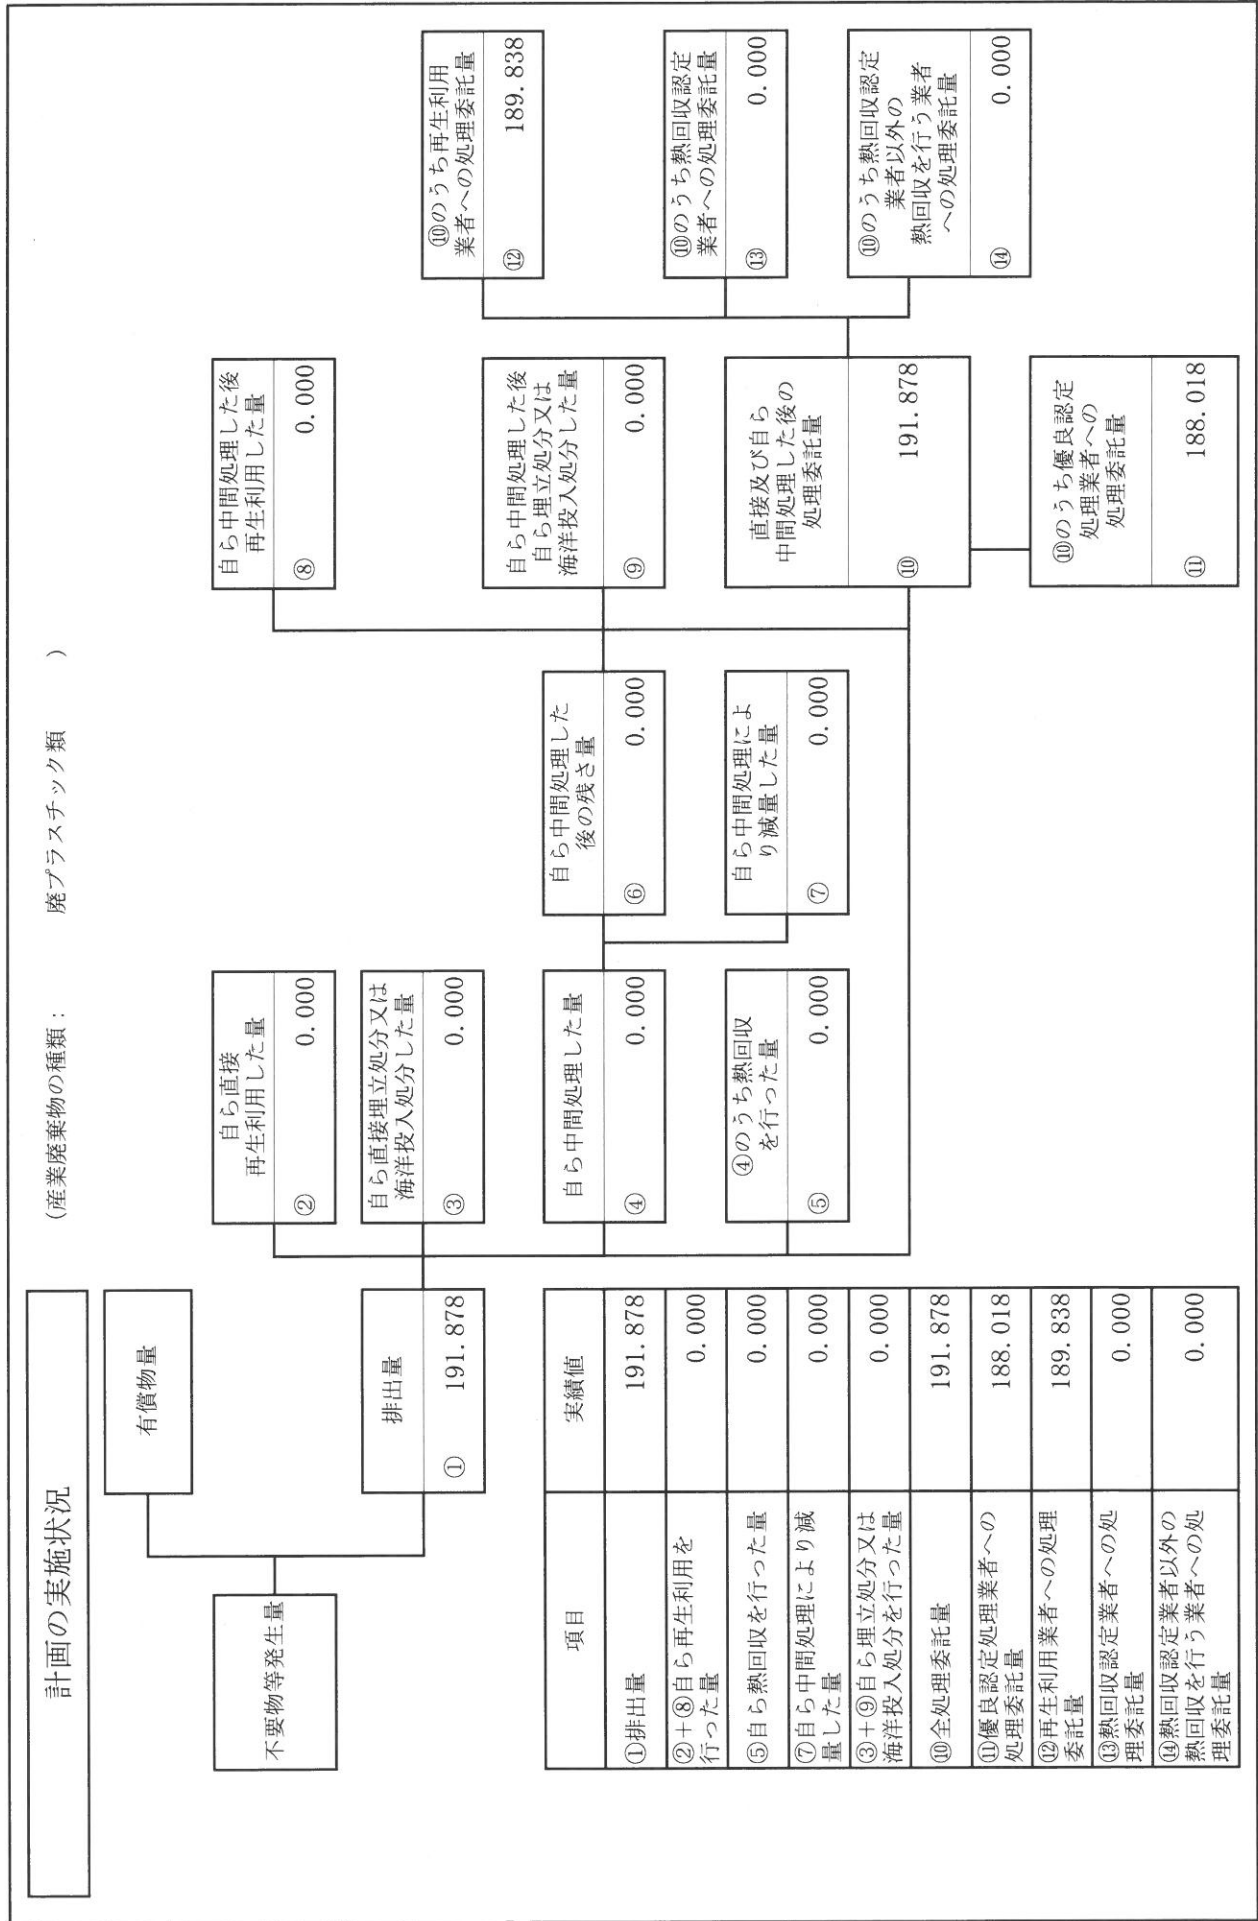 計画の実施状況
(産業廃棄物の種類： 廃プラスチック類 )
不要物等発生量
有償物量
排出量
① 191.878
自ら直接
再生利用した量
② 0.000
自ら直接埋立処分又は
海洋投入処分した量
③ 0.000
自ら中間処理した量
④ 0.000
④のうち熱回収
を行った量
⑤ 0.000
自ら中間処理した
後の残さ量
⑥ 0.000
自ら中間処理によ
り減量した量
⑦ 0.000
自ら中間処理した後
再生利用した量
⑧ 0.000
自ら中間処理した後
自ら埋立処分又は
海洋投入処分した量
⑨ 0.000
直接及び自ら
中間処理した後の
処理委託量
⑩ 191.878
⑩のうち優良認定
処理業者への
処理委託量
⑪ 188.018
⑩のうち再生利用
業者への処理委託量
⑫ 189.838
⑩のうち熱回収認定
業者への処理委託量
⑬ 0.000
⑩のうち熱回収認定
業者以外の
熱回収を行う業者
への処理委託量
⑭ 0.000
項目 実績値
①排出量 191.878
②＋⑧自ら再生利用を
行った量 0.000
⑤自ら熱回収を行った量 0.000
⑦自ら中間処理により減
量した量 0.000
③＋⑨自ら埋立処分又は
海洋投入処分を行った量 0.000
⑩全処理委託量 191.878
⑪優良認定処理業者への
処理委託量 188.018
⑫再生利用業者への処理
委託量 189.838
⑬熱回収認定業者への処
理委託量 0.000
⑭熱回収認定業者以外の
熱回収を行う業者への処
理委託量 0.000